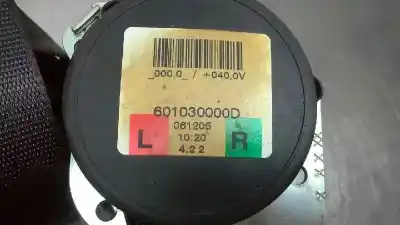 _000,0_ / +040,0V
601030000D
L 061205 R
10:20
4.2 2